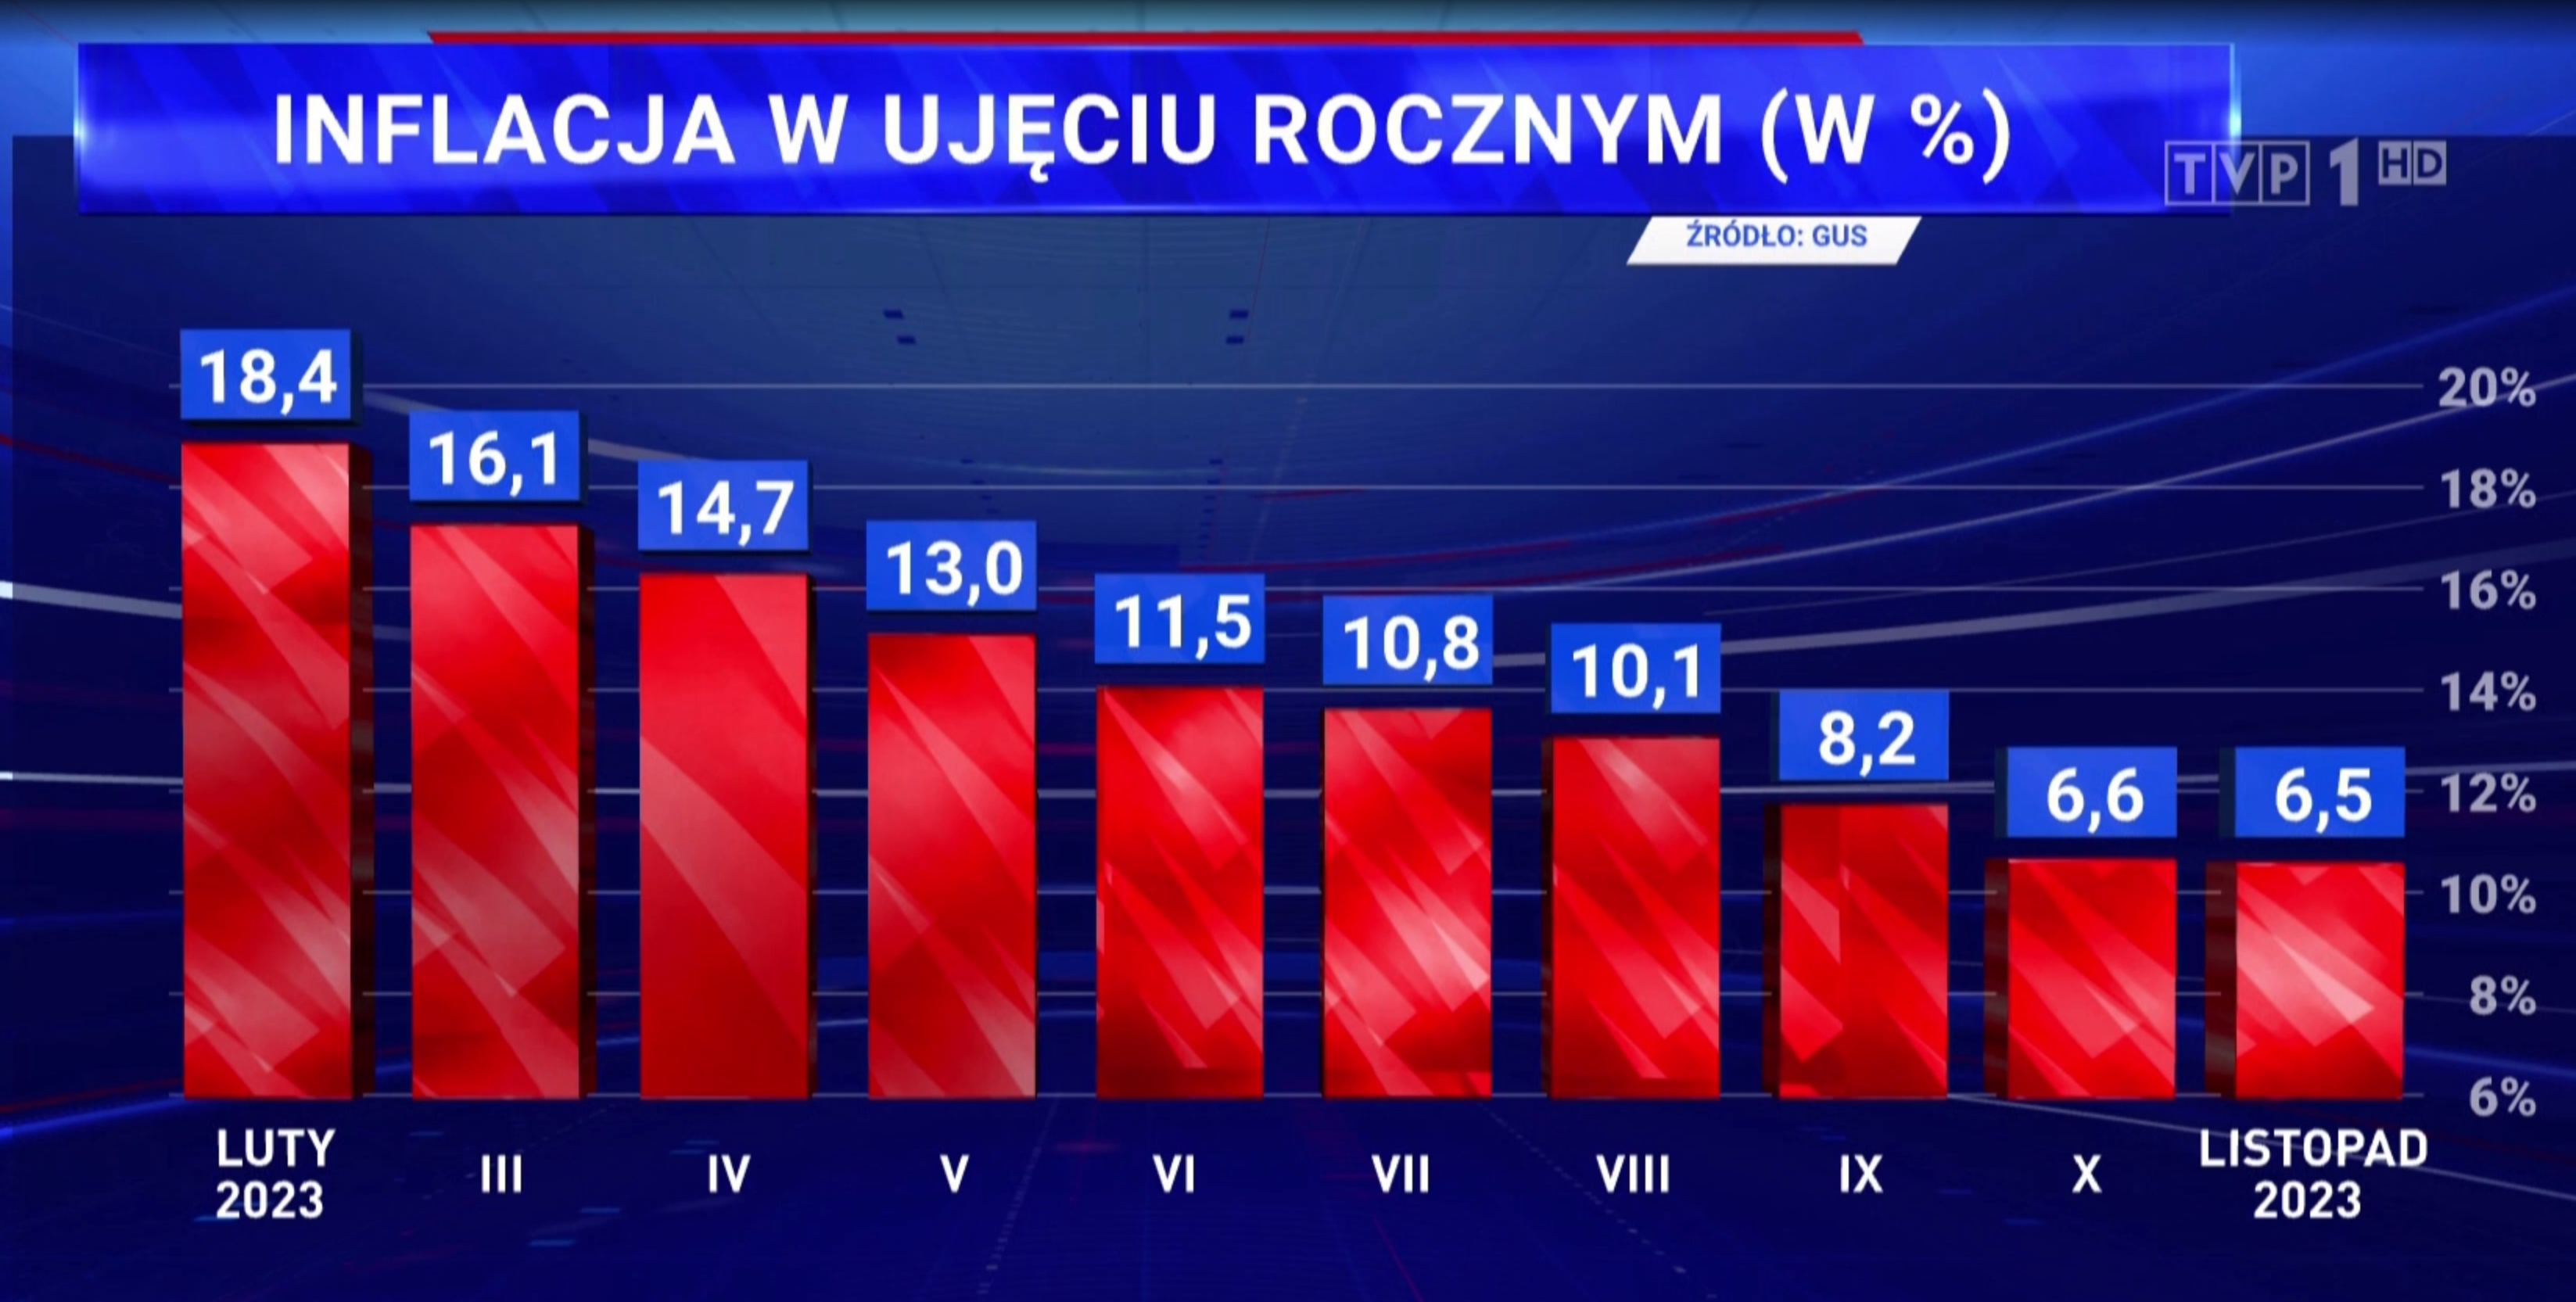 INFLACJA W UJĘCIU ROCZNYM (W %)
TVP 1 HD
ŹRÓDŁO: GUS
18,4
16,1
14,7
13,0
11,5
10,8
10,1
8,2
6,6
6,5
20%
18%
16%
14%
12%
10%
8%
6%
LUTY
2023
III
IV
V
VI
VII
VIII
IX
X
LISTOPAD
2023